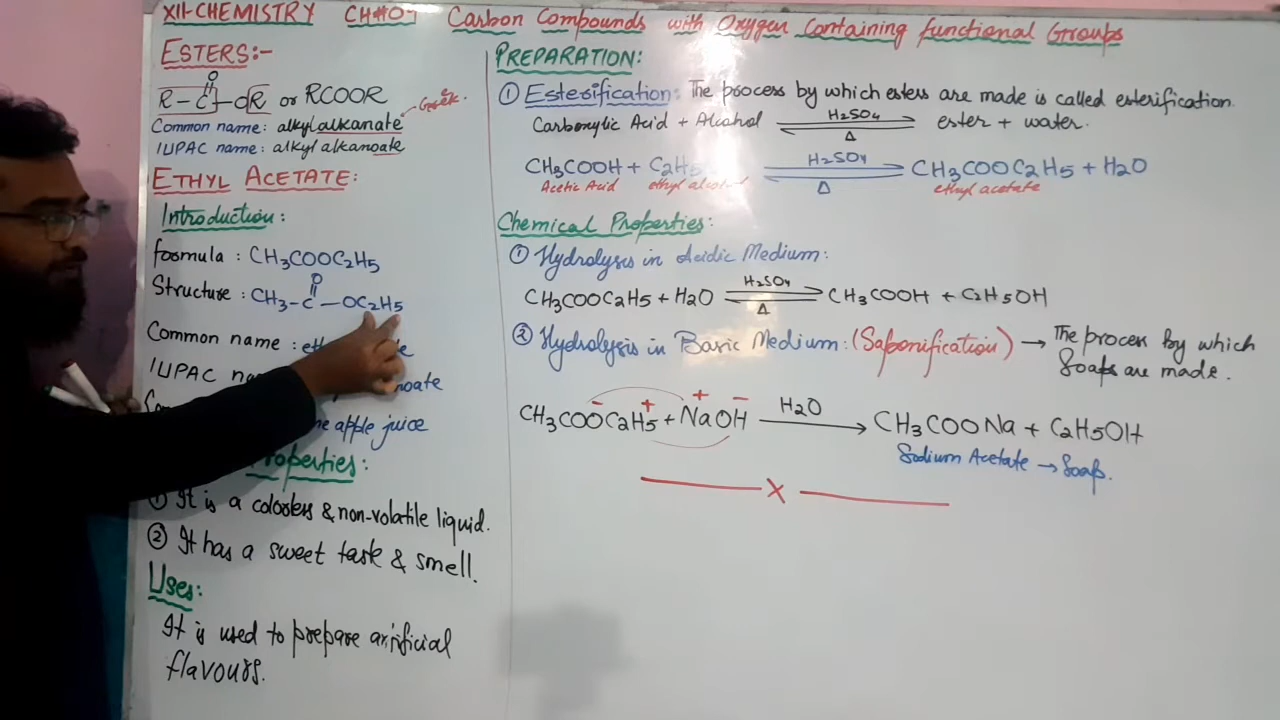 XII-CHEMISTRY CH#07 Carbon Compounds with Oxygen Containing functional Groups
ESTERS:-
O
R - C - OR or RCOOR
Greek.
Common name: alkyl alkanate
IUPAC name: alkyl alkanoate
ETHYL ACETATE:
Introduction:
formula : CH3COOC2H5
O
Structure : CH3 - C - OC2H5
Common name :
IUPAC noate
apple juice
Properties:
① It is a colorless & non-volatile liquid.
② It has a sweet task & smell.
Uses:
It is used to prepare artificial
flavours.
PREPARATION:
① Esterification: The process by which esters are made is called esterification.
Carboxylic Acid + Alcohol H2SO4 Δ ester + water.
CH3COOH + C2H5 H2SO4 Δ CH3COOC2H5 + H2O
Acetic Acid ethyl alcohol ethyl acetate
Chemical Properties:
① Hydrolysis in Acidic Medium:
CH3COOC2H5 + H2O H2SO4 Δ CH3COOH + C2H5OH
② Hydrolysis in Basic Medium: (Saponification) → The process by which
Soaps are made.
- + + -
CH3COOC2H5 + NaOH H2O → CH3COONa + C2H5OH
Sodium Acetate → Soap.
X